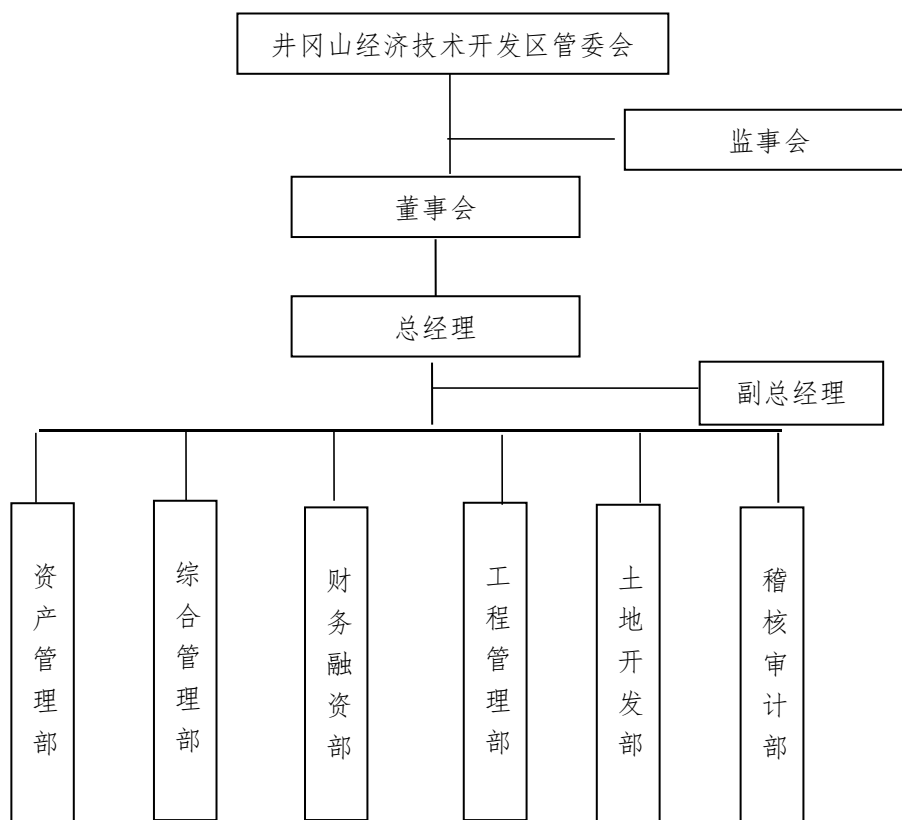 井冈山经济技术开发区管委会
监事会
董事会
总经理
副总经理
资产管理部
综合管理部
财务融资部
工程管理部
土地开发部
稽核审计部